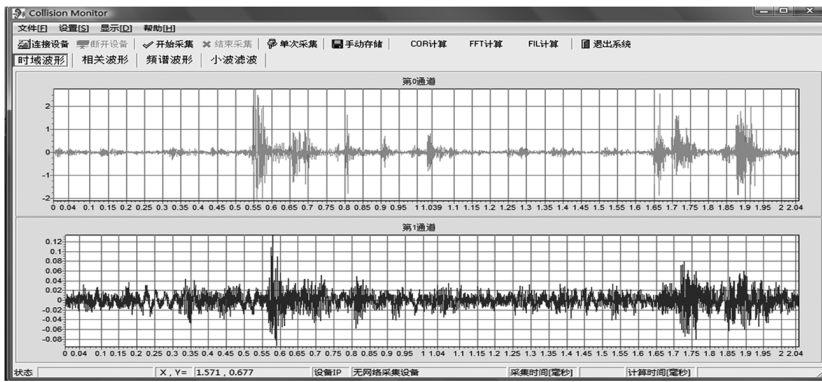 Collision Monitor
文件[F] 设置[S] 显示[D] 帮助[H]
连接设备 断开设备 开始采集 结束采集 单次采集 手动存储 COR计算 FFT计算 FIL计算 退出系统
时域波形 相关波形 频谱波形 小波滤波
第0通道
2
1
0
-1
-2
0 0.04 0.1 0.15 0.2 0.25 0.3 0.35 0.4 0.45 0.5 0.55 0.6 0.65 0.7 0.75 0.8 0.85 0.9 0.95 1 1.039 1.1 1.15 1.2 1.25 1.3 1.35 1.4 1.45 1.5 1.55 1.6 1.65 1.7 1.75 1.8 1.85 1.9 1.95 2 2.04
第1通道
0.12
0.1
0.08
0.06
0.04
0.02
0
-0.02
-0.04
-0.06
-0.08
0 0.05 0.1 0.15 0.2 0.25 0.3 0.35 0.4 0.45 0.5 0.55 0.6 0.65 0.7 0.75 0.8 0.85 0.9 0.95 1 1.04 1.1 1.15 1.2 1.25 1.3 1.35 1.4 1.45 1.5 1.55 1.6 1.65 1.7 1.75 1.8 1.85 1.9 1.95 2 2.04
状态 X , Y= 1.571 , 0.677 设备IP 无网络采集设备 采集时间[毫秒] 计算时间[毫秒]